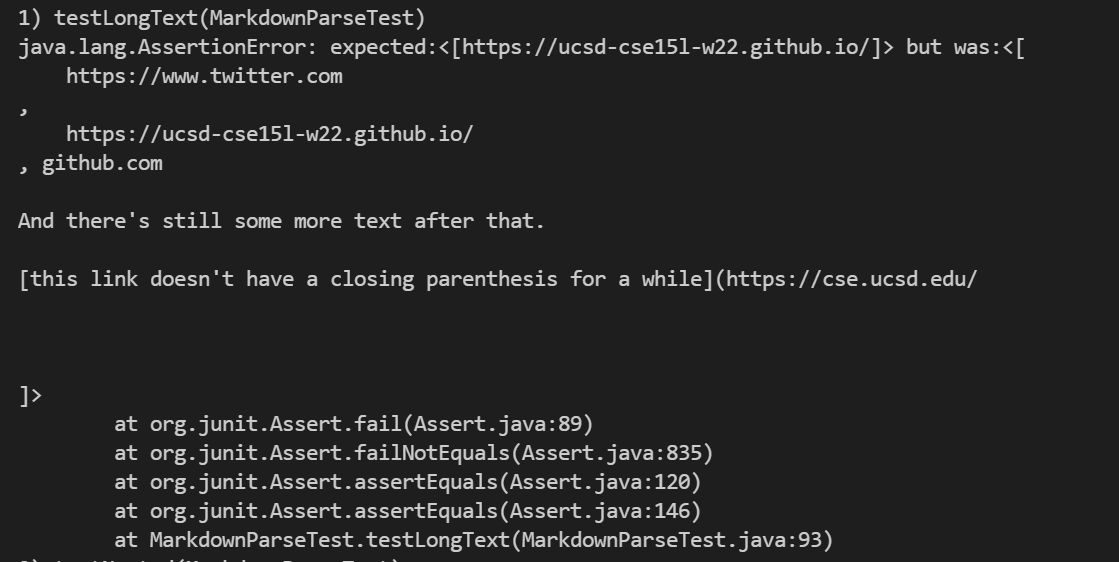 1) testLongText(MarkdownParseTest)
java.lang.AssertionError: expected:<[https://ucsd-cse15l-w22.github.io/]> but was:<[
    https://www.twitter.com
,
    https://ucsd-cse15l-w22.github.io/
, github.com

And there's still some more text after that.

[this link doesn't have a closing parenthesis for a while](https://cse.ucsd.edu/



]>
        at org.junit.Assert.fail(Assert.java:89)
        at org.junit.Assert.failNotEquals(Assert.java:835)
        at org.junit.Assert.assertEquals(Assert.java:120)
        at org.junit.Assert.assertEquals(Assert.java:146)
        at MarkdownParseTest.testLongText(MarkdownParseTest.java:93)